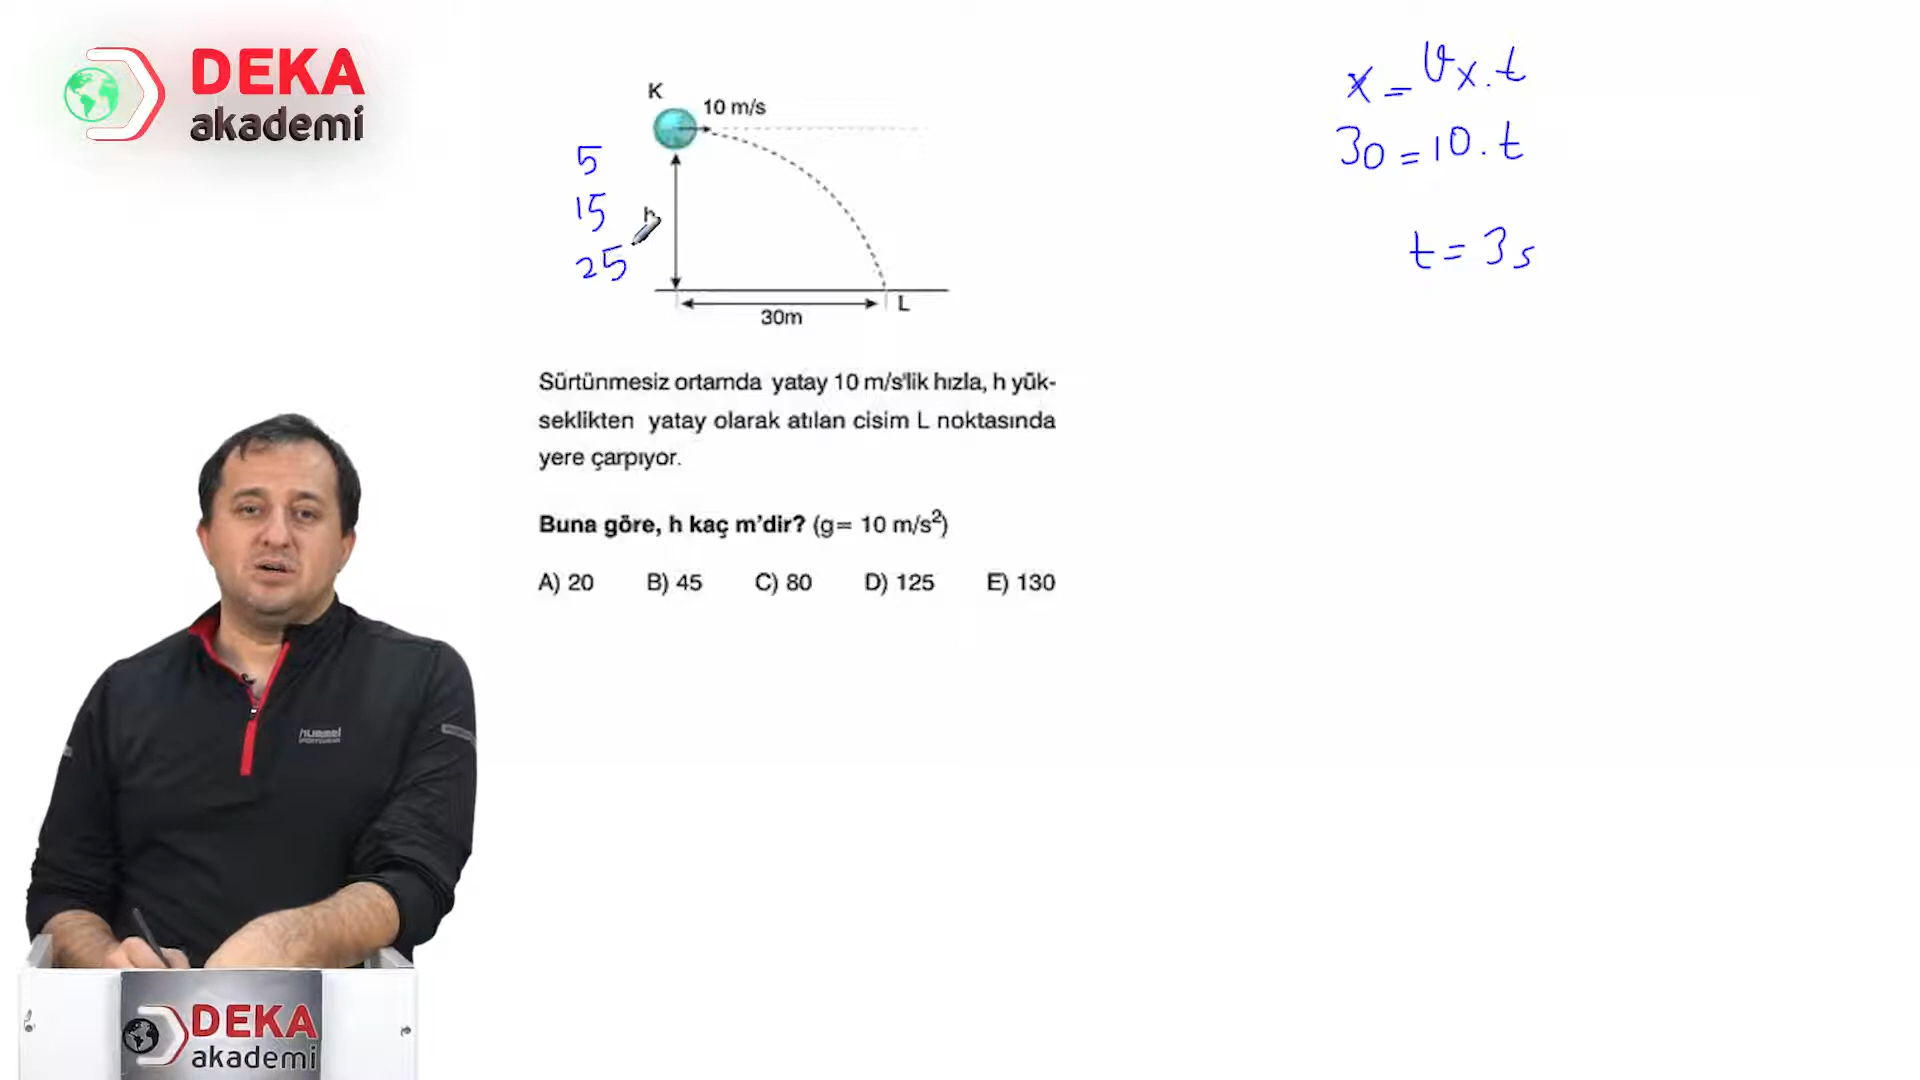 DEKA
akademi
K
10 m/s
5
15
25
h
30m
L
x = Vx.t
30 = 10.t
t = 3s
Sürtünmesiz ortamda yatay 10 m/s'lik hızla, h yük-
seklikten yatay olarak atılan cisim L noktasında
yere çarpıyor.
Buna göre, h kaç m'dir? (g= 10 m/s²)
A) 20 B) 45 C) 80 D) 125 E) 130
hummel
DEKA
akademi